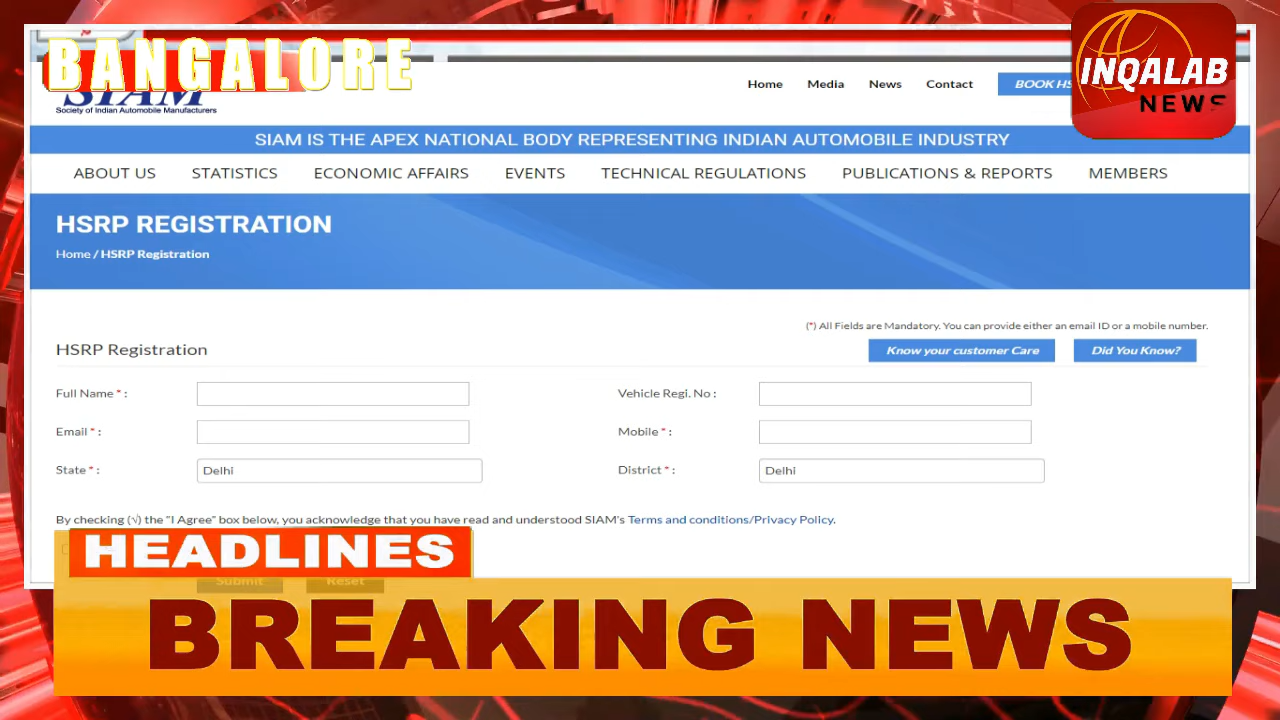 BANGALORE
SIAM
Society of Indian Automobile Manufacturers
Home Media News Contact BOOK HS
INQALAB
NEWS
SIAM IS THE APEX NATIONAL BODY REPRESENTING INDIAN AUTOMOBILE INDUSTRY
ABOUT US STATISTICS ECONOMIC AFFAIRS EVENTS TECHNICAL REGULATIONS PUBLICATIONS & REPORTS MEMBERS
HSRP REGISTRATION
Home / HSRP Registration
(*) All Fields are Mandatory. You can provide either an email ID or a mobile number.
HSRP Registration Know your customer Care Did You Know?
Full Name * : Vehicle Regi. No :
Email * : Mobile * :
State * : Delhi District * : Delhi
By checking (√) the "I Agree" box below, you acknowledge that you have read and understood SIAM's Terms and conditions/Privacy Policy.
HEADLINES
Submit Reset
BREAKING NEWS